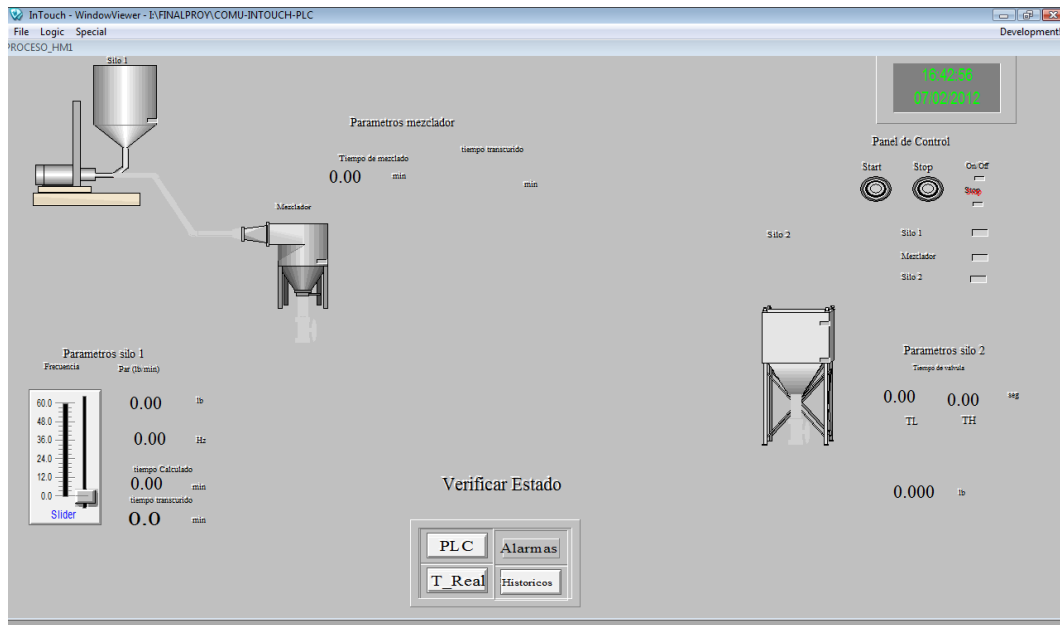 InTouch - WindowViewer - I:\FINALPROY\COMU-INTOUCH-PLC
File Logic Special Development!
PROCESO_HMI
Silo 1
16:42:56
07/02/2012
Parametros mezclador
Tiempo de mezclado
tiempo transcurido
0.00 min
min
Panel de Control
Start Stop On/Off
Stop
Mezclador
Silo 2
Silo 1
Mezclador
Silo 2
Parametros silo 1
Frecuencia Par (lb/min)
60.0
48.0
36.0
24.0
12.0
0.0
Slider
0.00 lb
0.00 Hz
tiempo Calculado
0.00 min
tiempo transcurido
0.0 min
Parametros silo 2
Tiempo de valvula
0.00 0.00 seg
TL TH
0.000 lb
Verificar Estado
PLC Alarmas
T_Real Historicos